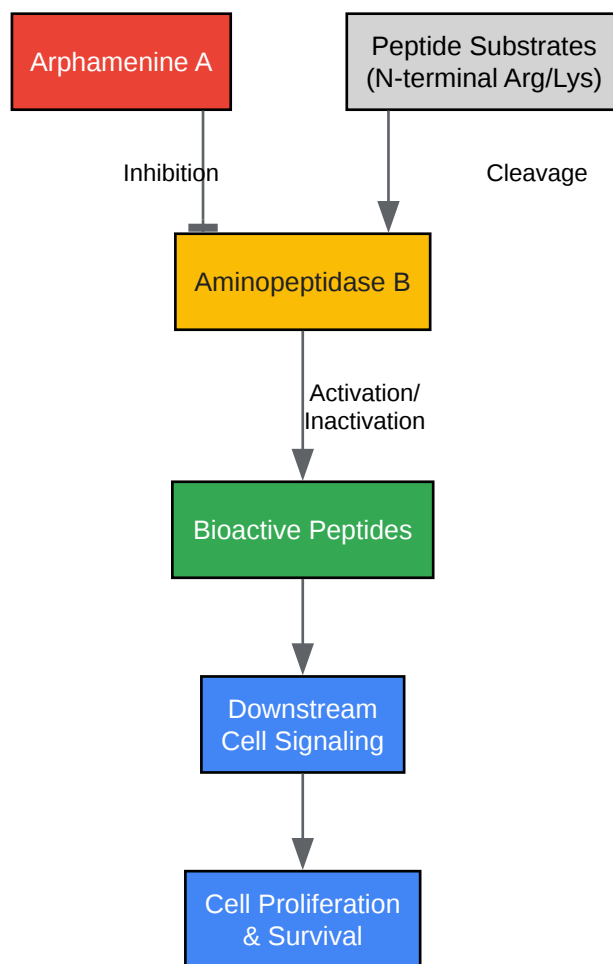 Arphamenine A
Peptide Substrates
(N-terminal Arg/Lys)
Inhibition
Cleavage
Aminopeptidase B
Activation/
Inactivation
Bioactive Peptides
Downstream
Cell Signaling
Cell Proliferation
& Survival